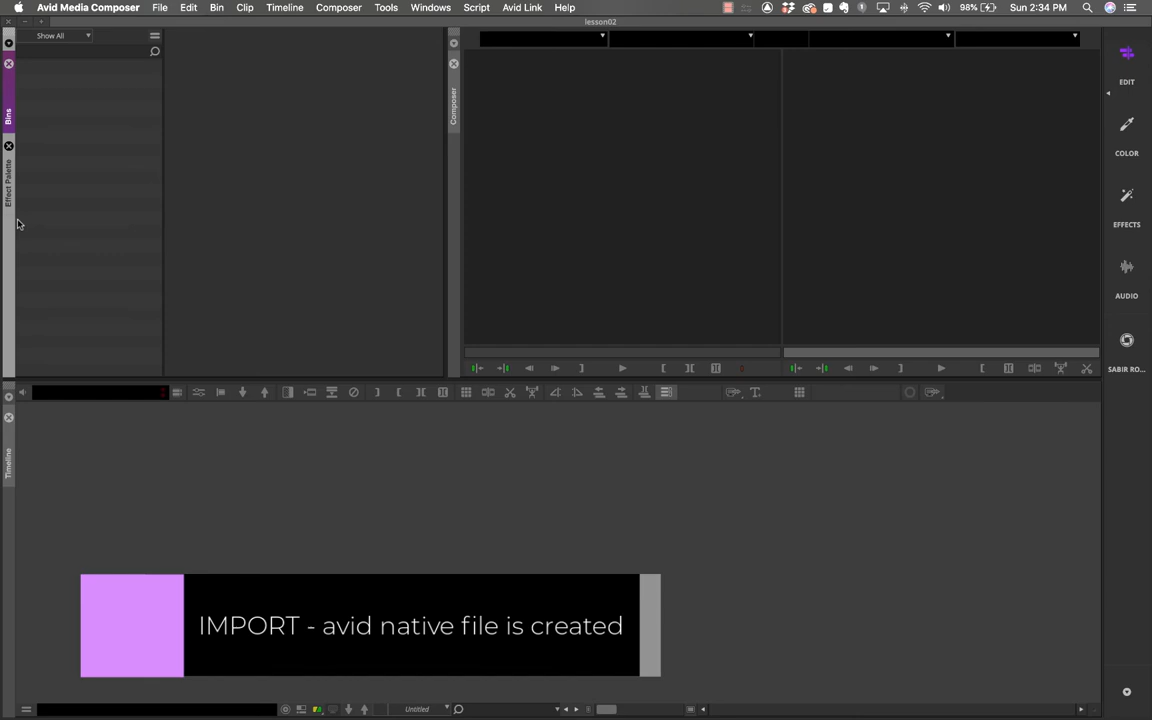 Avid Media Composer File Edit Bin Clip Timeline Composer Tools Windows Script Avid Link Help 98% Sun 2:34 PM
lesson02
Show All
Bins
Effect Palette
Composer
EDIT
COLOR
EFFECTS
AUDIO
SABIR RO...
Timeline
IMPORT - avid native file is created
Untitled